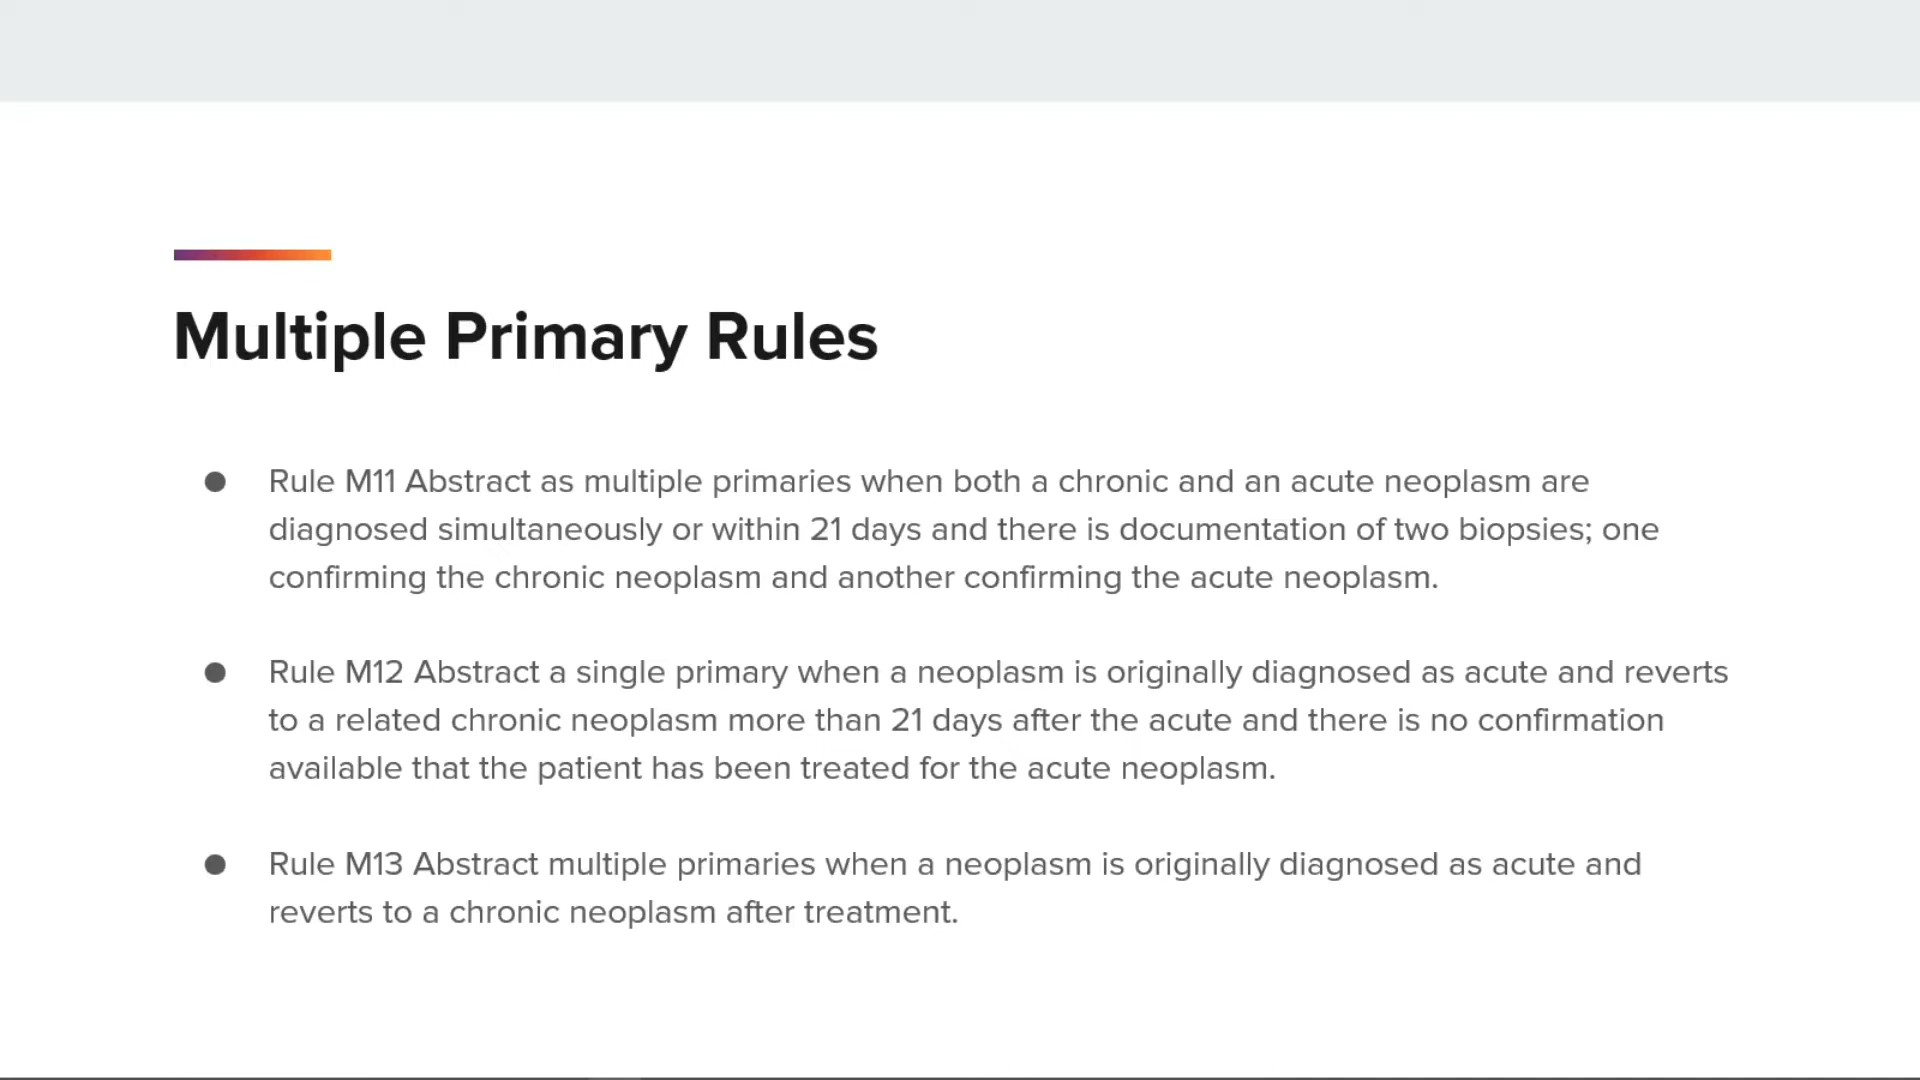 Multiple Primary Rules
● Rule M11 Abstract as multiple primaries when both a chronic and an acute neoplasm are
diagnosed simultaneously or within 21 days and there is documentation of two biopsies; one
confirming the chronic neoplasm and another confirming the acute neoplasm.
● Rule M12 Abstract a single primary when a neoplasm is originally diagnosed as acute and reverts
to a related chronic neoplasm more than 21 days after the acute and there is no confirmation
available that the patient has been treated for the acute neoplasm.
● Rule M13 Abstract multiple primaries when a neoplasm is originally diagnosed as acute and
reverts to a chronic neoplasm after treatment.